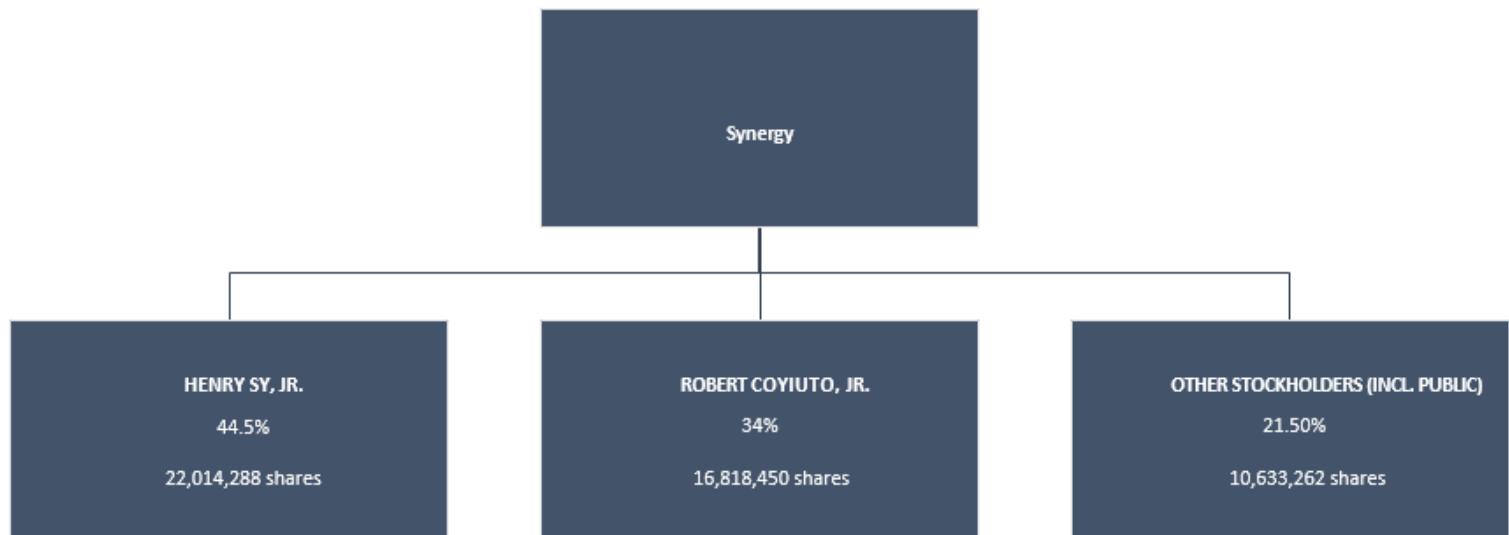 Synergy
HENRY SY, JR.
44.5%
22,014,288 shares
ROBERT COYIUTO, JR.
34%
16,818,450 shares
OTHER STOCKHOLDERS (INCL. PUBLIC)
21.50%
10,633,262 shares